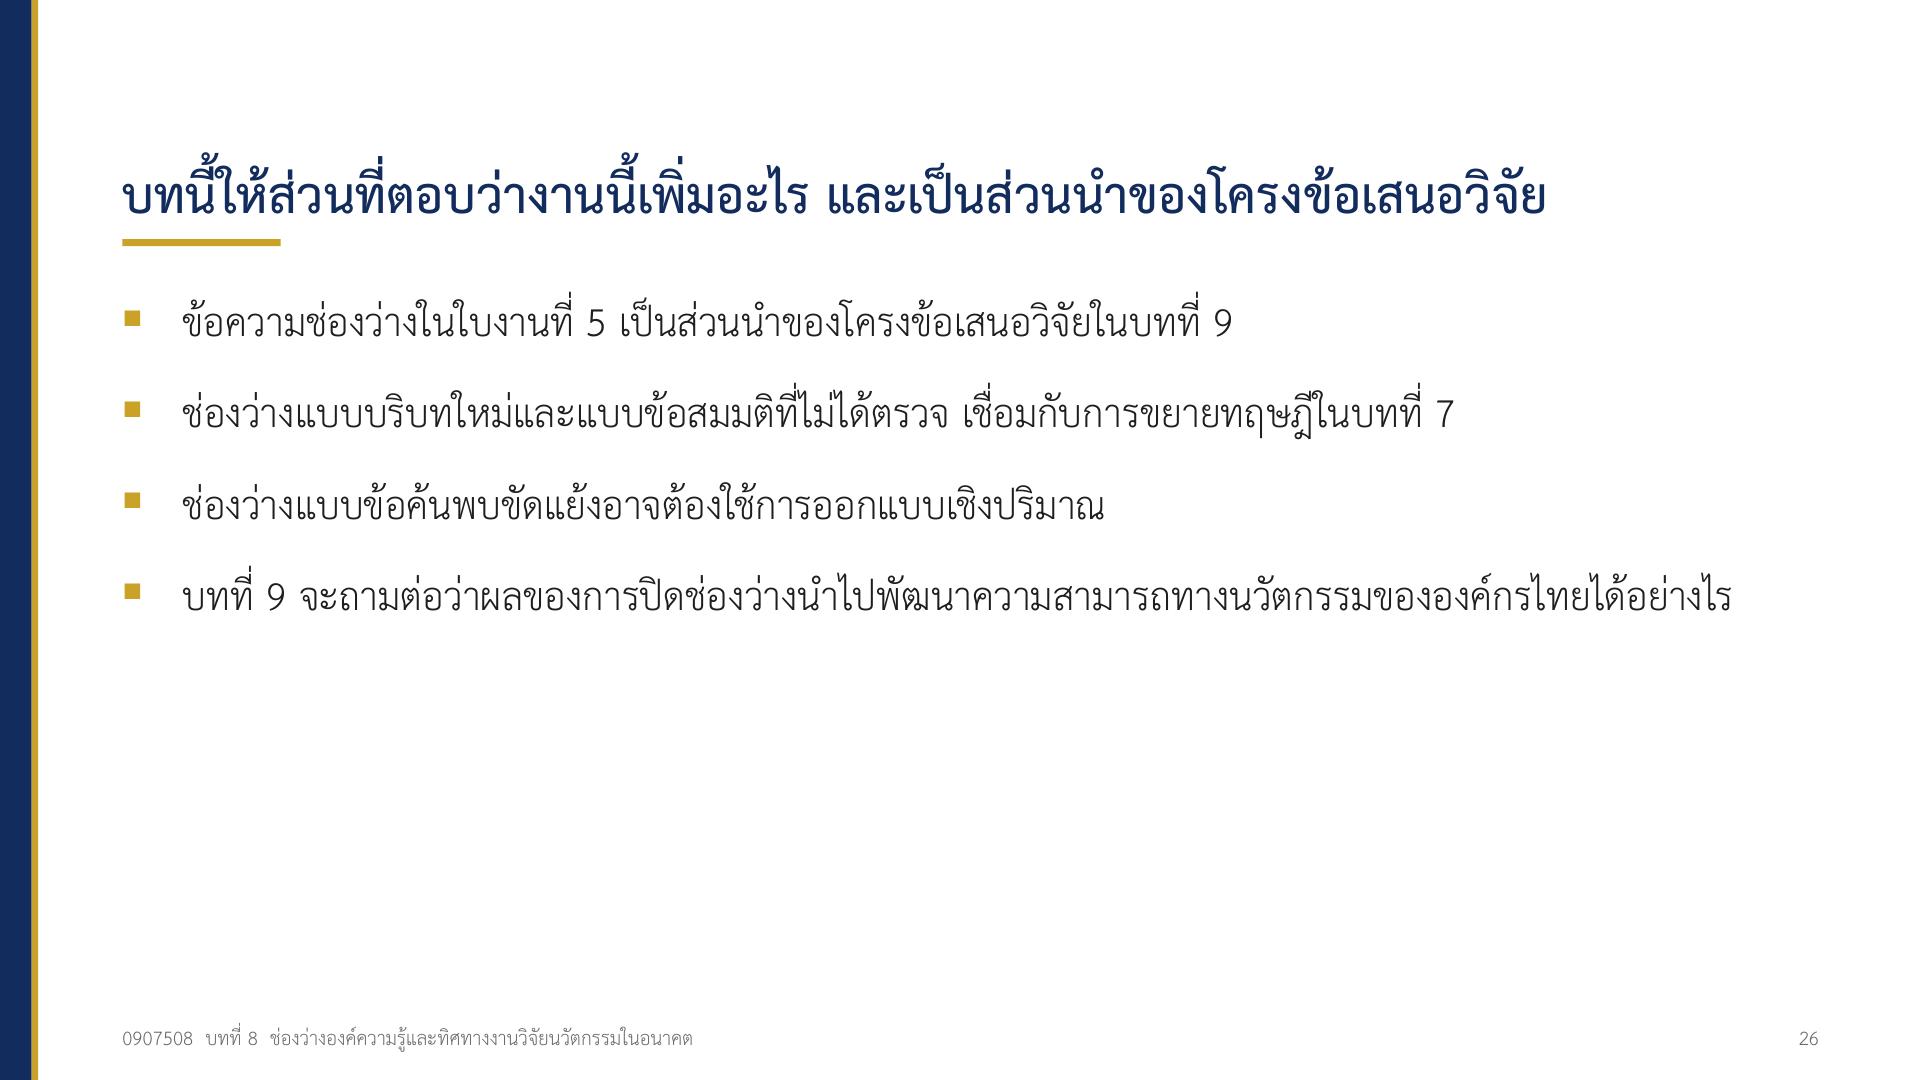 บทนี้ให้ส่วนที่ตอบว่างานนี้เพิ่มอะไร และเป็นส่วนนำของโครงข้อเสนอวิจัย
ข้อความช่องว่างในใบงานที่ 5 เป็นส่วนนำของโครงข้อเสนอวิจัยในบทที่ 9
ช่องว่างแบบบริบทใหม่และแบบข้อสมมติที่ไม่ได้ตรวจ เชื่อมกับการขยายทฤษฎีในบทที่ 7
ช่องว่างแบบข้อค้นพบขัดแย้งอาจต้องใช้การออกแบบเชิงปริมาณ
บทที่ 9 จะถามต่อว่าผลของการปิดช่องว่างนำไปพัฒนาความสามารถทางนวัตกรรมขององค์กรไทยได้อย่างไร
0907508 บทที่ 8 ช่องว่างองค์ความรู้และทิศทางงานวิจัยนวัตกรรมในอนาคต
26